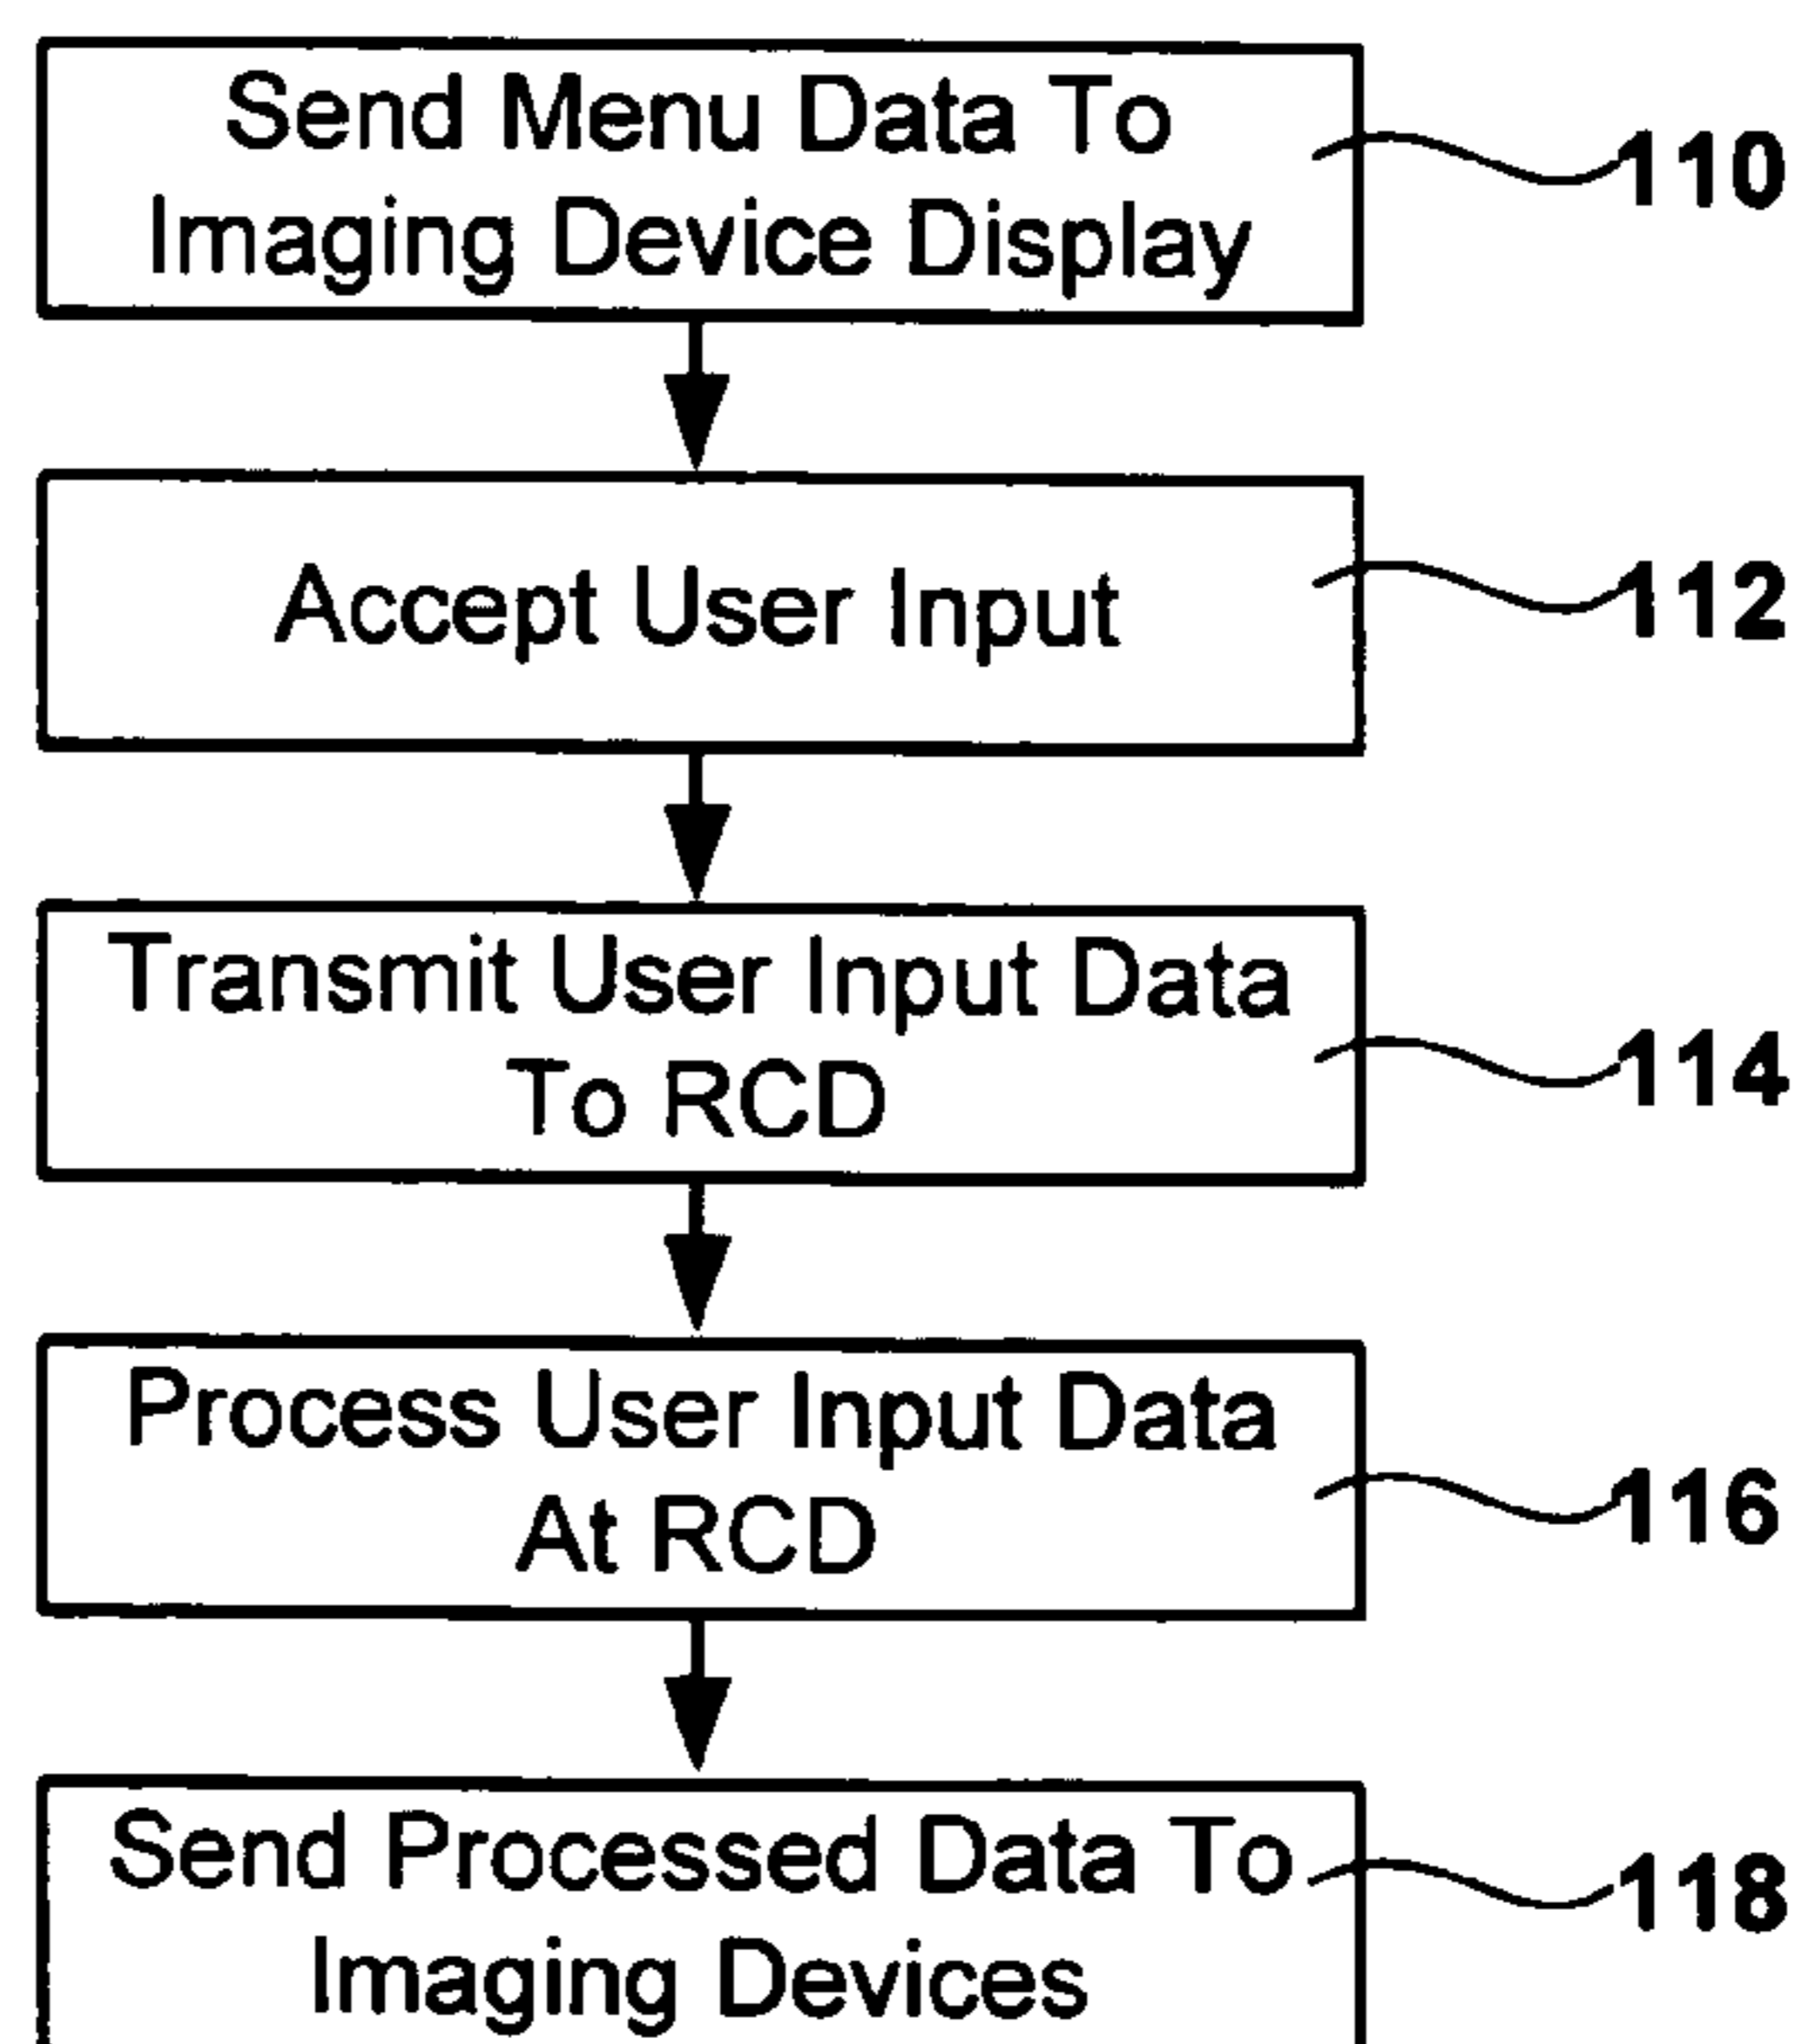 Send Menu Data To
Imaging Device Display
110
Accept User Input
112
Transmit User Input Data
To RCD
114
Process User Input Data
At RCD
116
Send Processed Data To
Imaging Devices
118